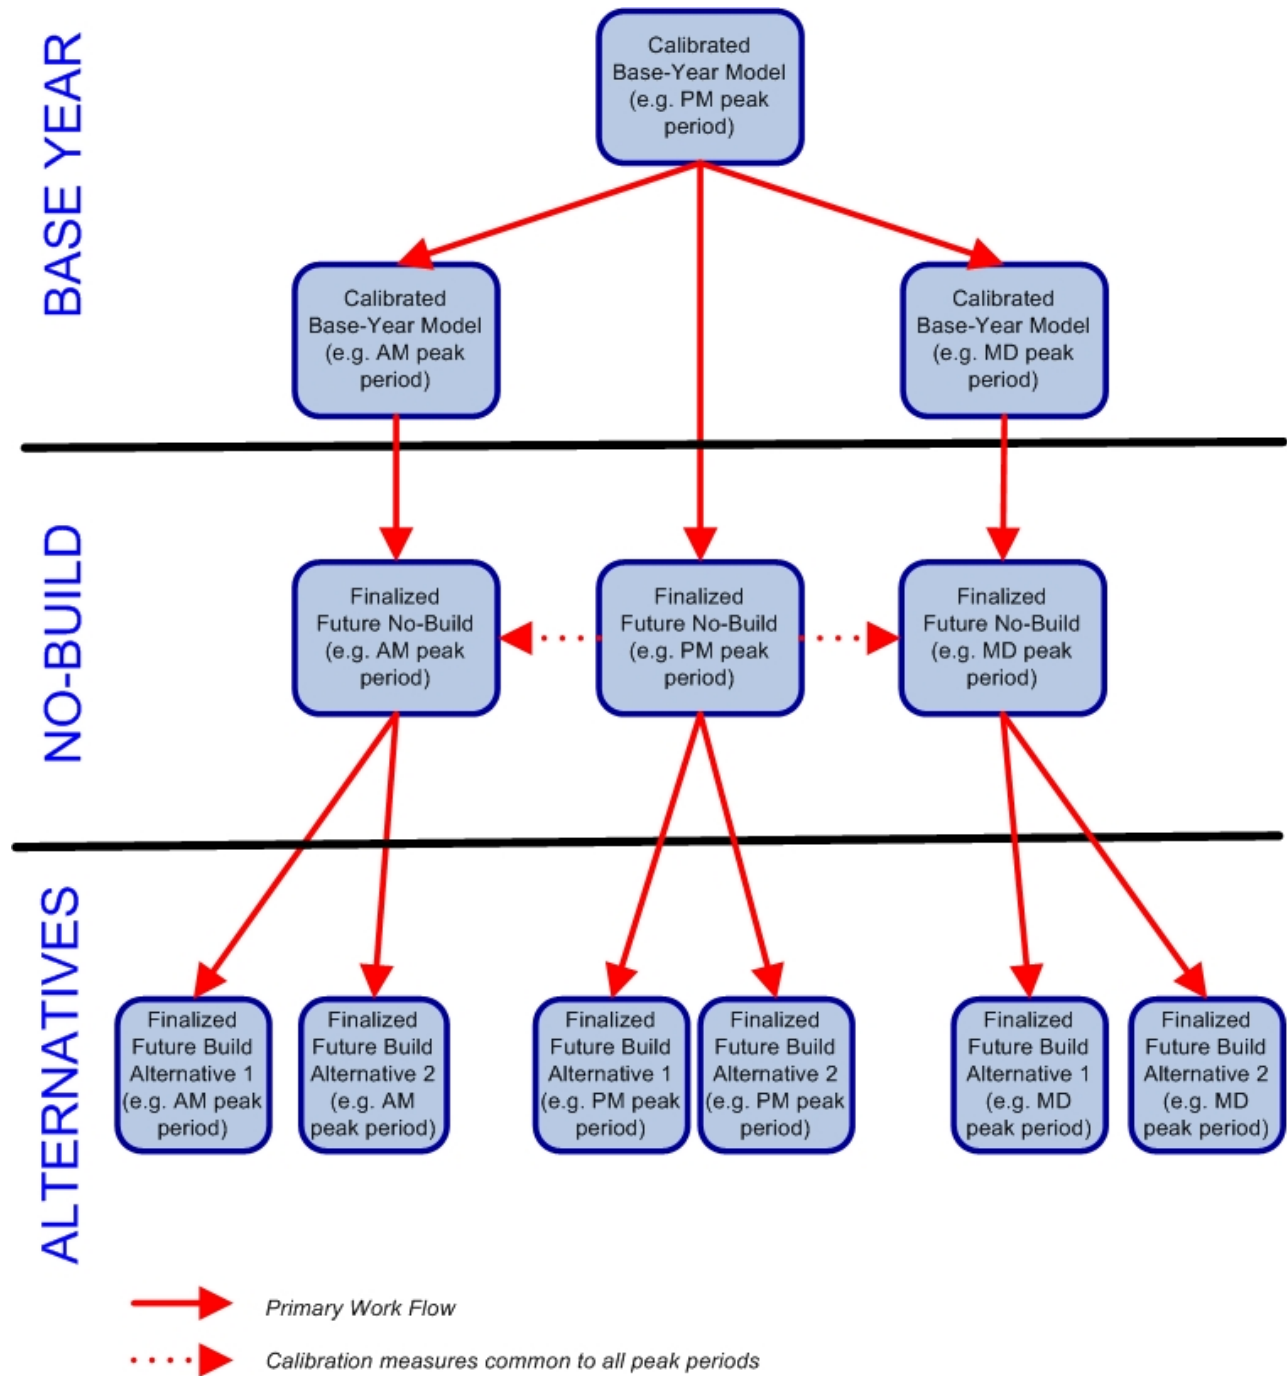 BASE YEAR
Calibrated
Base-Year Model
(e.g. PM peak
period)
Calibrated
Base-Year Model
(e.g. AM peak
period)
Calibrated
Base-Year Model
(e.g. MD peak
period)
NO-BUILD
Finalized
Future No-Build
(e.g. AM peak
period)
Finalized
Future No-Build
(e.g. PM peak
period)
Finalized
Future No-Build
(e.g. MD peak
period)
ALTERNATIVES
Finalized
Future Build
Alternative 1
(e.g. AM peak
period)
Finalized
Future Build
Alternative 2
(e.g. AM
peak period)
Finalized
Future Build
Alternative 1
(e.g. PM peak
period)
Finalized
Future Build
Alternative 2
(e.g. PM peak
period)
Finalized
Future Build
Alternative 1
(e.g. MD
peak period)
Finalized
Future Build
Alternative 2
(e.g. MD
peak period)
Primary Work Flow
Calibration measures common to all peak periods